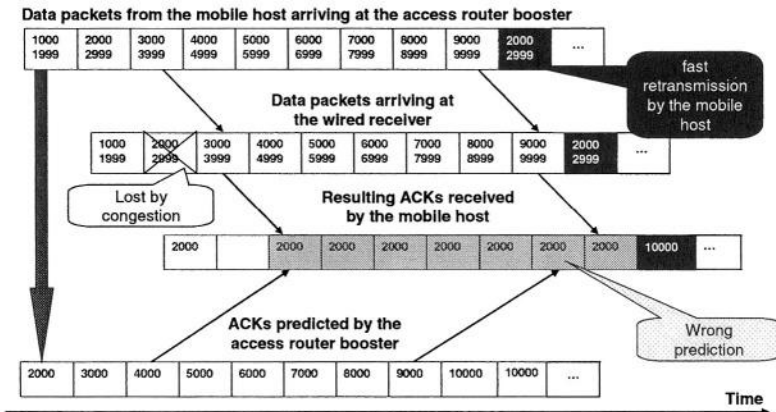 Data packets from the mobile host arriving at the access router booster
1000 2000 3000 4000 5000 6000 7000 8000 9000 2000 ...
1999 2999 3999 4999 5999 6999 7999 8999 9999 2999
fast
retransmission
by the mobile
host
Data packets arriving at
the wired receiver
1000 2000 3000 4000 5000 6000 7000 8000 9000 2000 ...
1999 2999 3999 4999 5999 6999 7999 8999 9999 2999
Lost by
congestion
Resulting ACKs received
by the mobile host
2000 2000 2000 2000 2000 2000 2000 2000 10000 ...
ACKs predicted by the
access router booster
Wrong
prediction
2000 3000 4000 5000 6000 7000 8000 9000 10000 10000 ...
Time